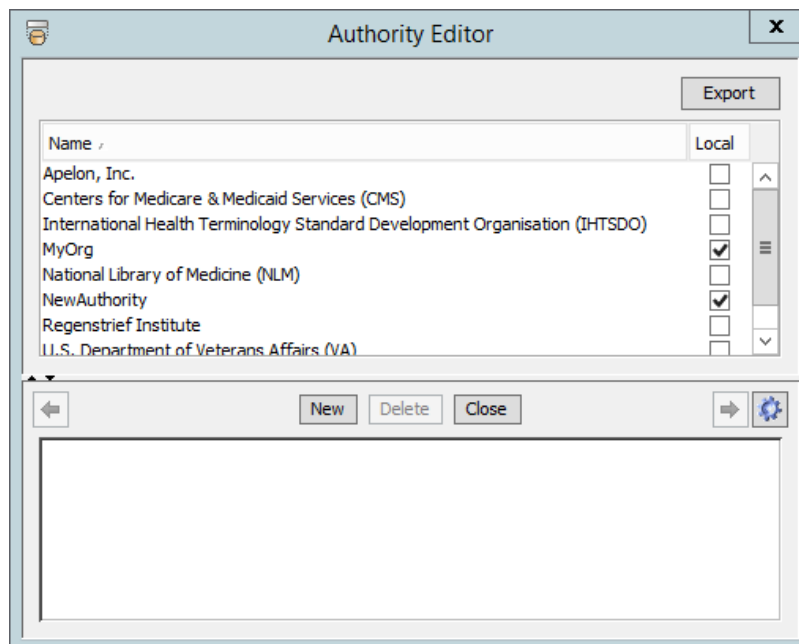 Authority Editor
x
Export
Name Local
Apelon, Inc.
Centers for Medicare & Medicaid Services (CMS)
International Health Terminology Standard Development Organisation (IHTSDO)
MyOrg
National Library of Medicine (NLM)
NewAuthority
Regenstrief Institute
U.S. Department of Veterans Affairs (VA)
New Delete Close